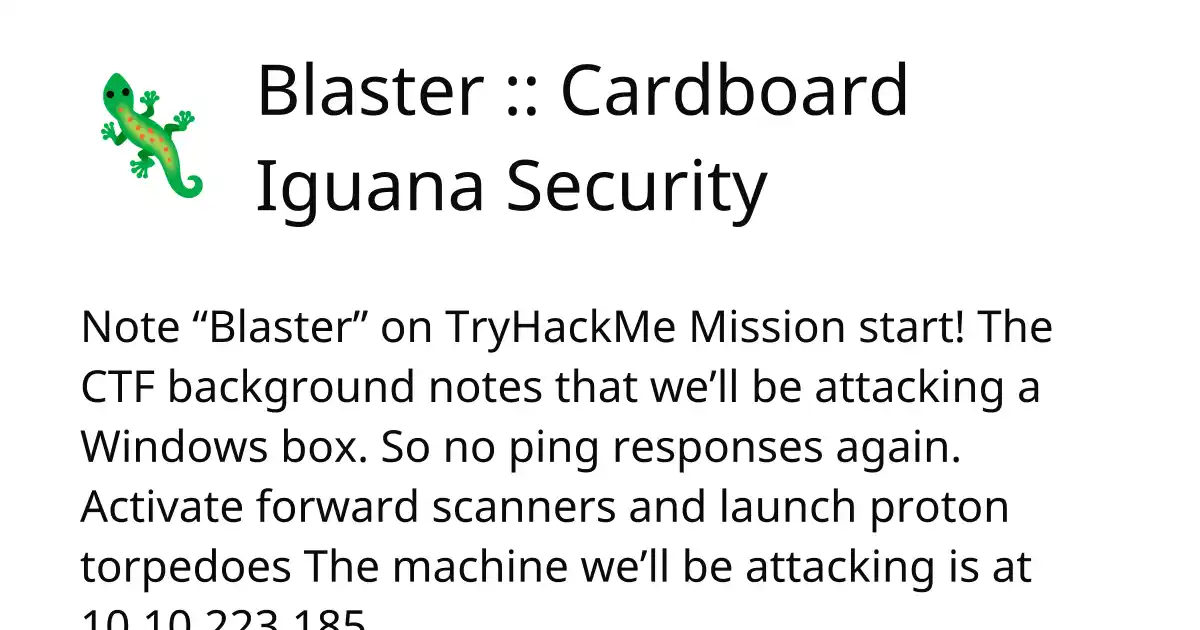 Blaster :: Cardboard
Iguana Security
Note “Blaster” on TryHackMe Mission start! The
CTF background notes that we’ll be attacking a
Windows box. So no ping responses again.
Activate forward scanners and launch proton
torpedoes The machine we’ll be attacking is at
10.10.223.185